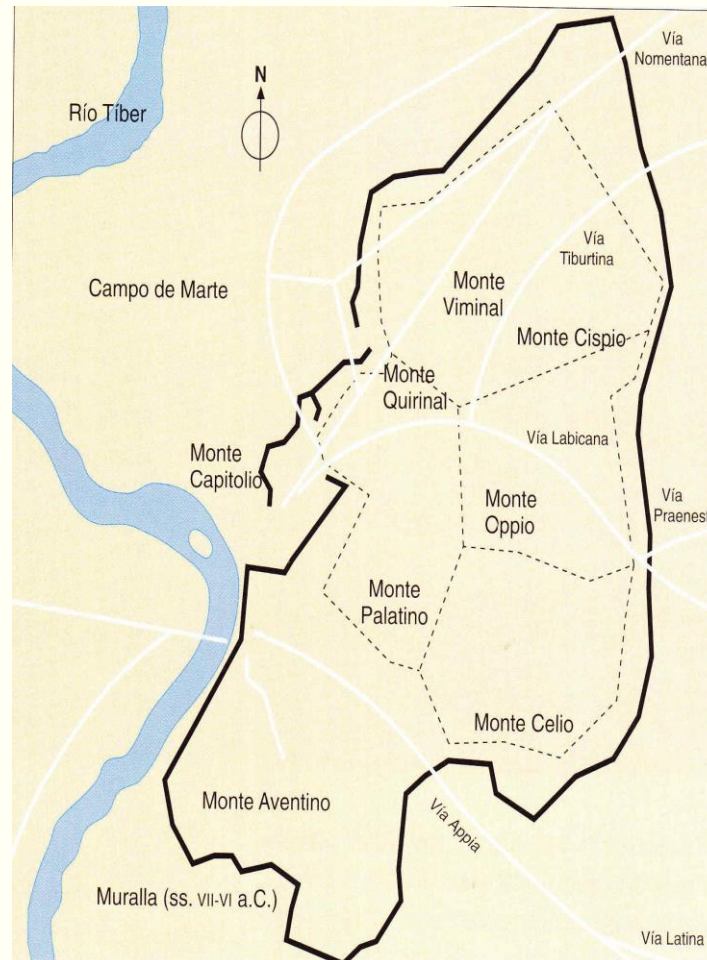 Vía
Nomentana
N
Río Tíber
Vía
Tiburtina
Campo de Marte
Monte
Viminal
Monte Cispio
Monte
Quirinal
Monte
Capitolio
Vía Labicana
Vía
Praenest
Monte
Oppio
Monte
Palatino
Monte Celio
Monte Aventino
Vía Appia
Muralla (ss. VII-VI a.C.)
Vía Latina